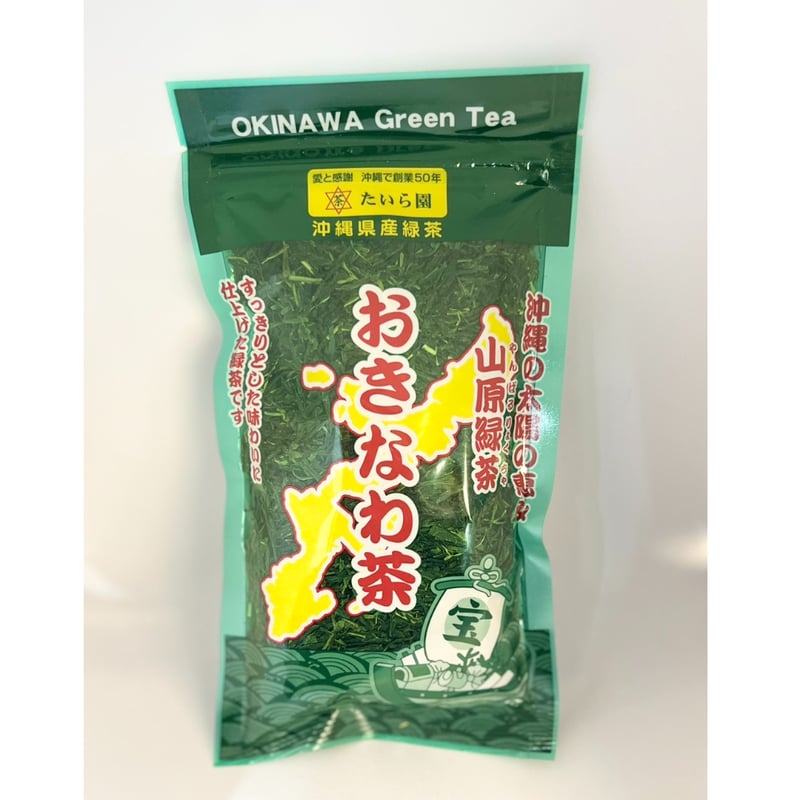 OKINAWA Green Tea
愛と感謝 沖縄で創業50年
茶 たいら園
沖縄県産緑茶
沖縄の太陽の恵み
山原緑茶
やんばるりょくちゃ
おきなわ茶
すっきりとした味わいに
仕上げた緑茶です
宝